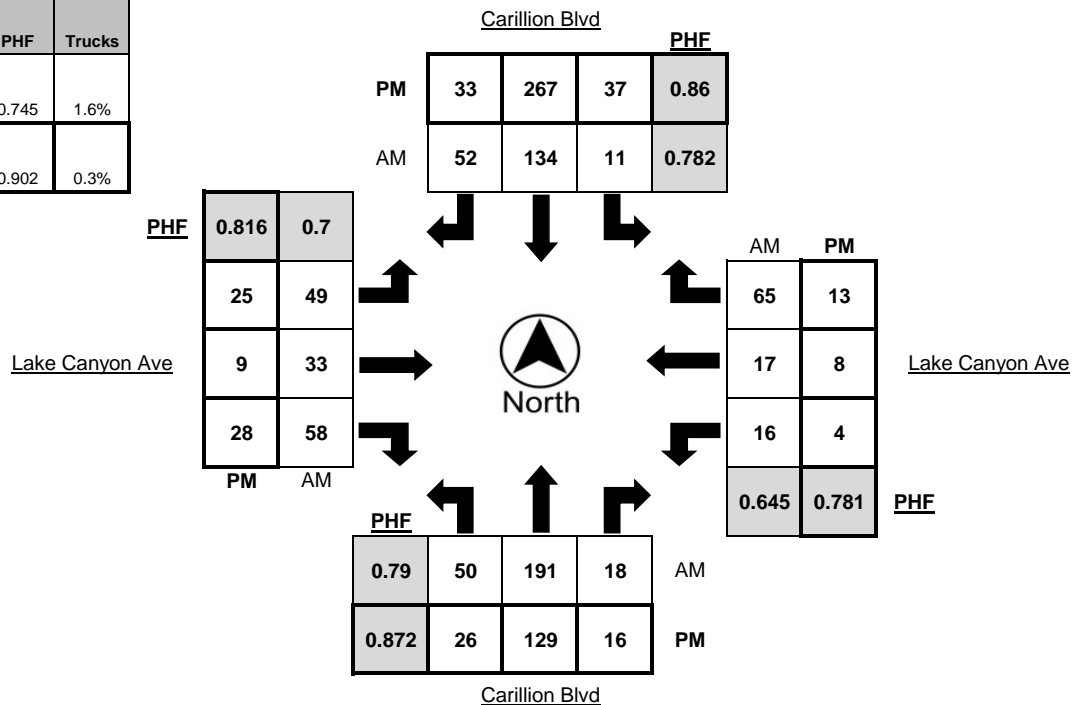 Carillion Blvd
PHF Trucks
PHF
PM 33 267 37 0.86
0.745 1.6%
AM 52 134 11 0.782
0.902 0.3%
PHF 0.816 0.7
AM PM
25 49
65 13
Lake Canyon Ave 9 33
17 8 Lake Canyon Ave
North
28 58
16 4
PM AM
0.645 0.781 PHF
PHF
0.79 50 191 18 AM
0.872 26 129 16 PM
Carillion Blvd